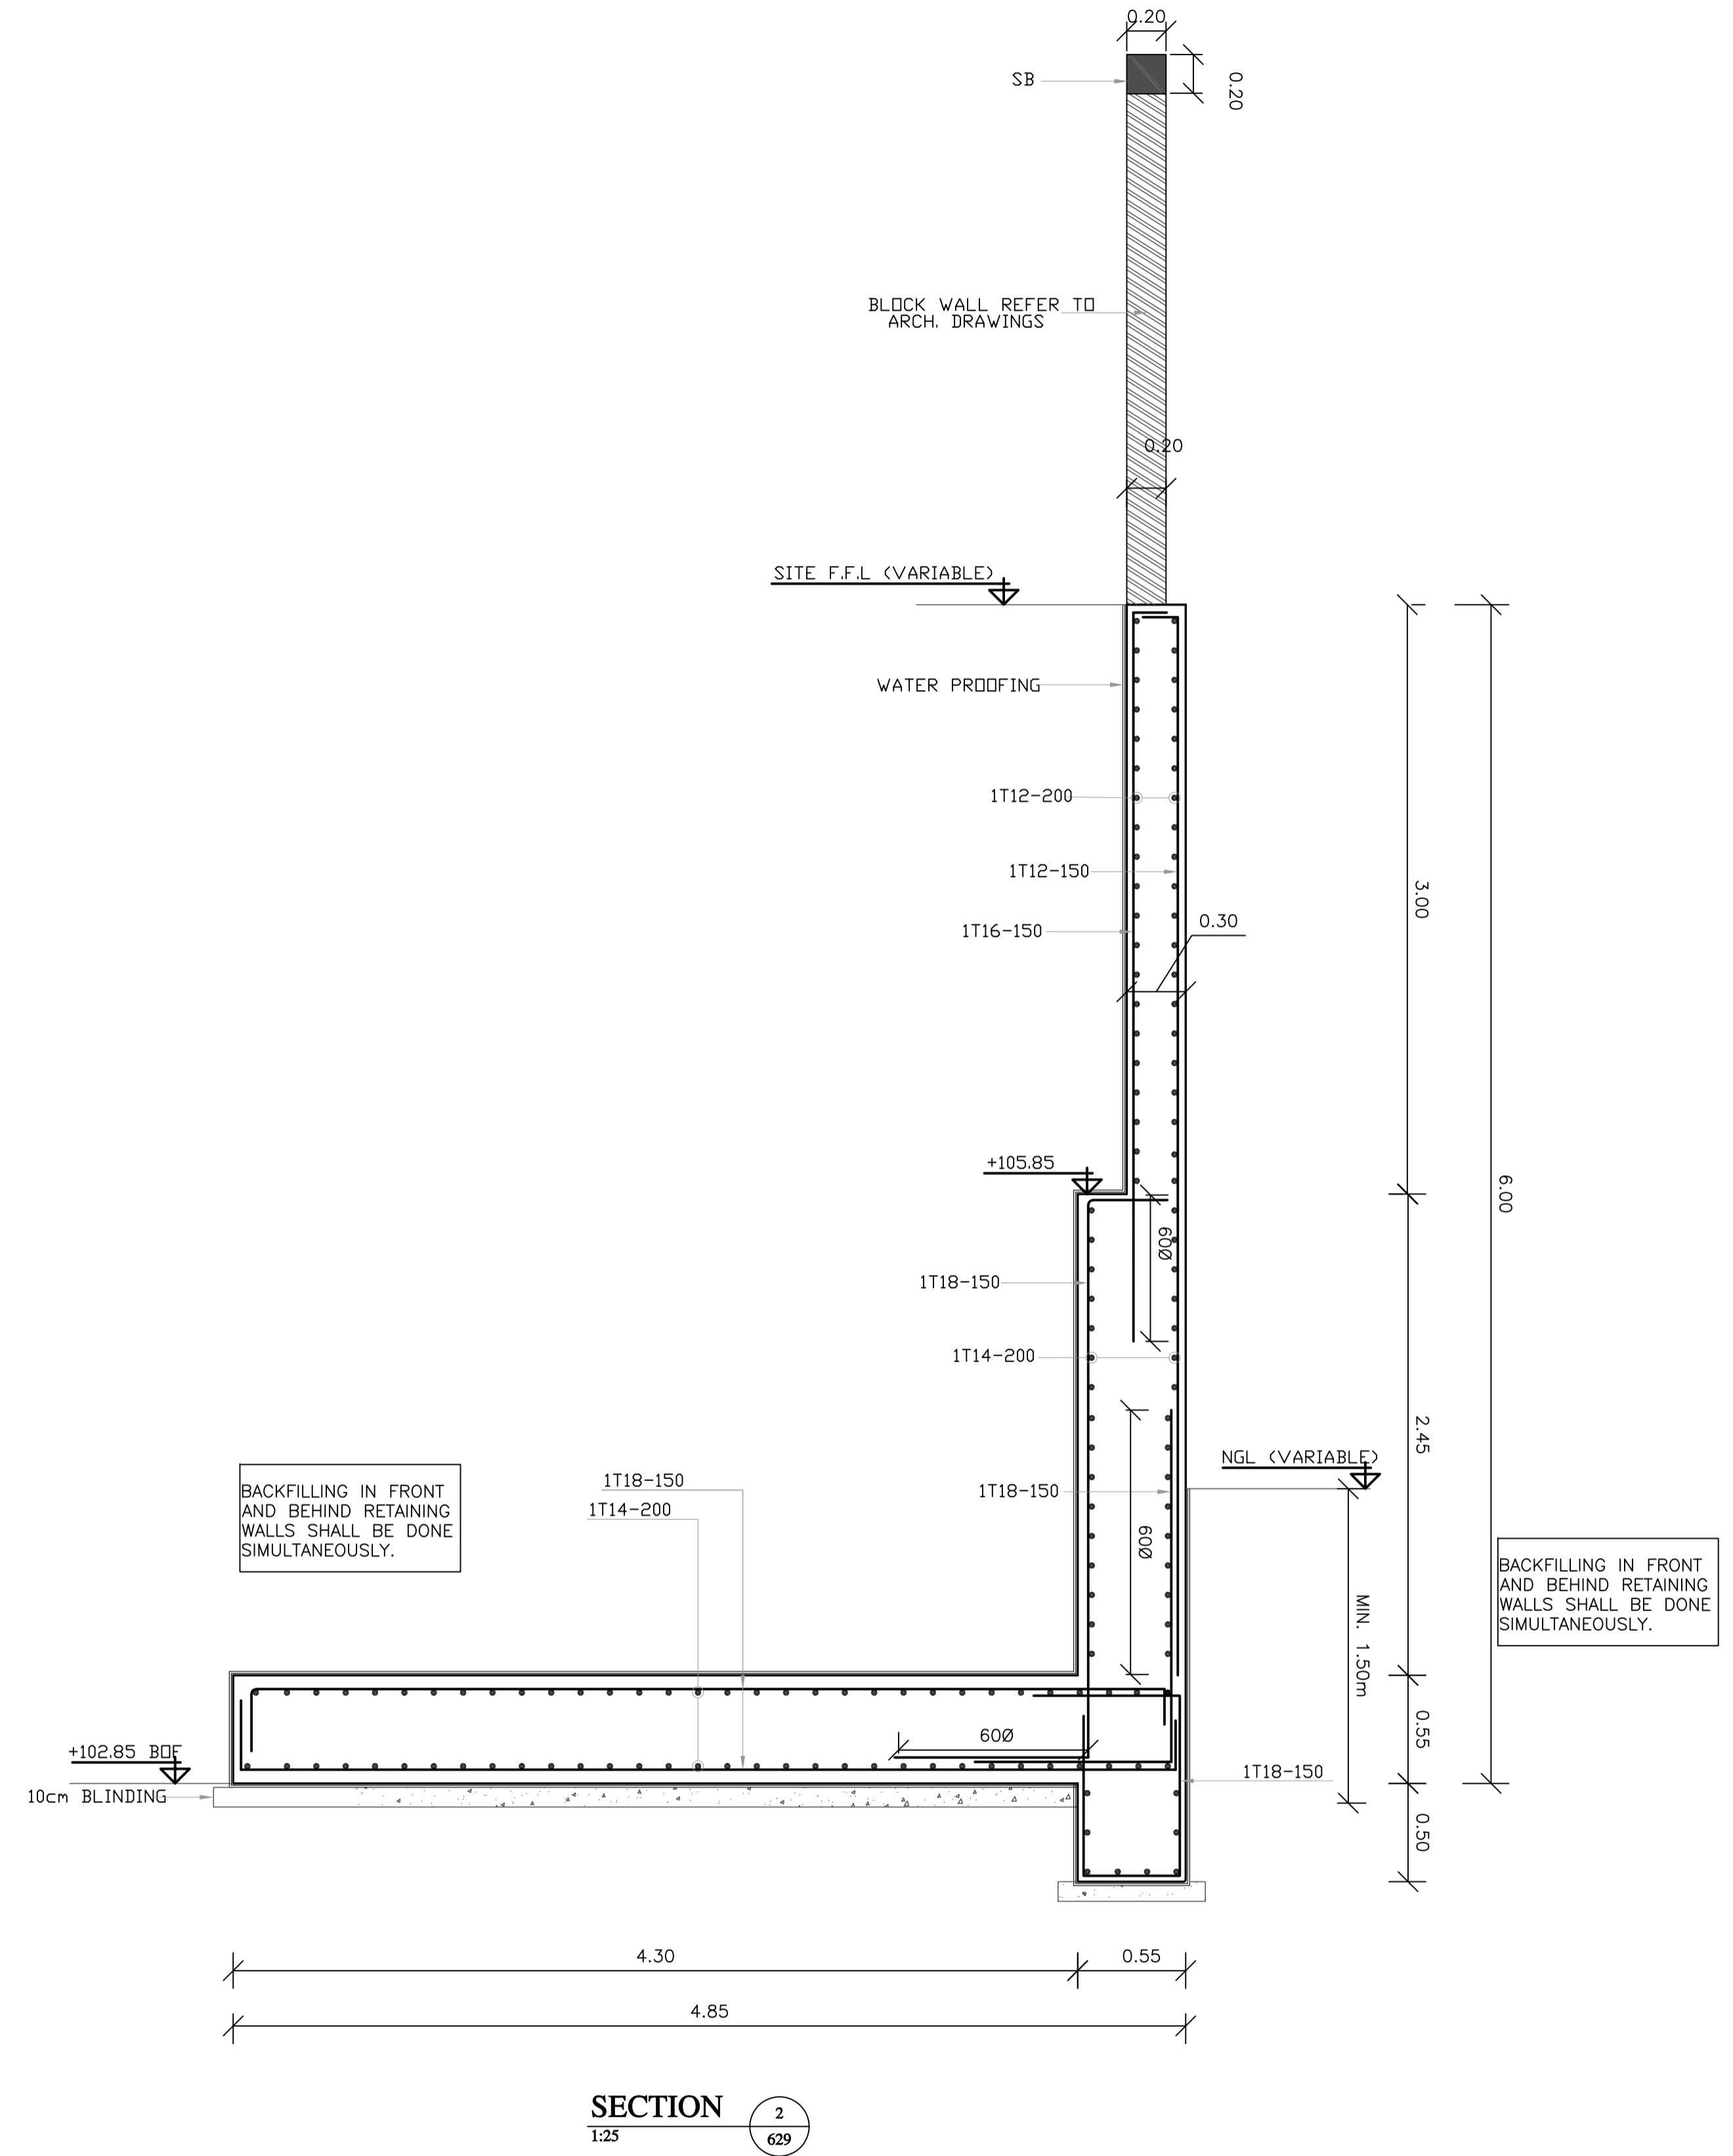 0.20
SB
0.20
BLOCK WALL REFER TO
ARCH. DRAWINGS
0.20
SITE F.F.L (VARIABLE)
WATER PROOFING
1T12-200
1T12-150
3.00
0.30
1T16-150
+105.85
6.00
60Ø
1T18-150
1T14-200
2.45
NGL (VARIABLE)
1T18-150
1T18-150
BACKFILLING IN FRONT
AND BEHIND RETAINING
WALLS SHALL BE DONE
SIMULTANEOUSLY.
1T14-200
60Ø
BACKFILLING IN FRONT
AND BEHIND RETAINING
WALLS SHALL BE DONE
SIMULTANEOUSLY.
MIN. 1.50m
0.55
60Ø
+102.85 BOF
1T18-150
10cm BLINDING
0.50
4.30
0.55
4.85
SECTION
2
1:25
629